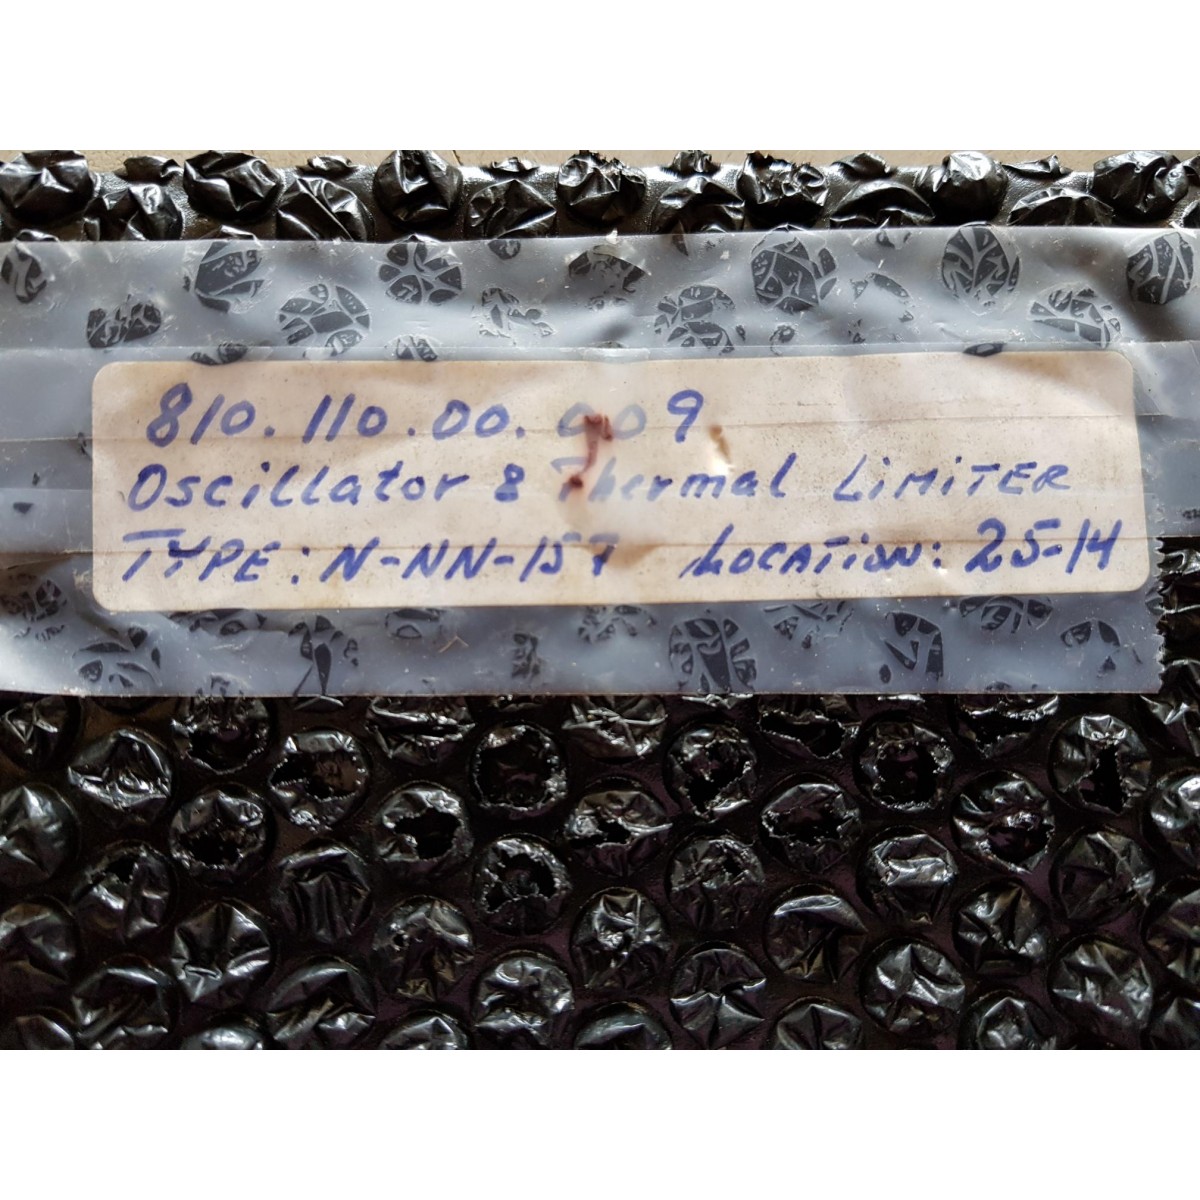 810.110.00.009
Oscillator & Thermal LiMiTER
TYPE: N-NN-157 LOCATiON: 25-14